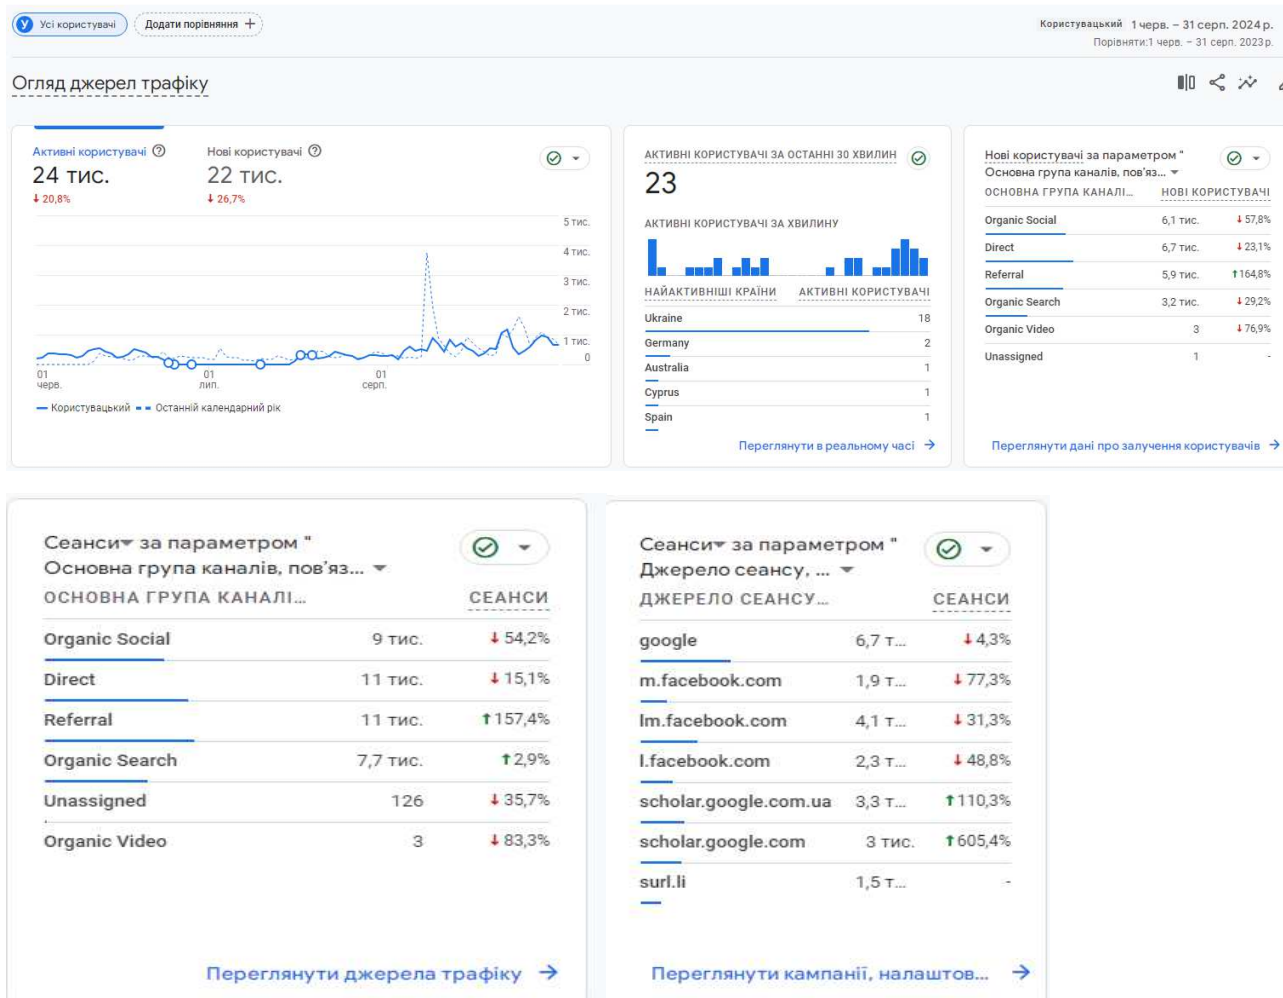 У Усі користувачі
Додати порівняння +
Користувацький 1 черв. – 31 серп. 2024 р.
Порівняти:1 черв. – 31 серп. 2023 р.
Огляд джерел трафіку
Активні користувачі
24 тис.
↓ 20,8%
Нові користувачі
22 тис.
↓ 26,7%
5 тис.
4 тис.
3 тис.
2 тис.
1 тис.
0
01
черв.
01
лип.
01
серп.
Користувацький
Останній календарний рік
АКТИВНІ КОРИСТУВАЧІ ЗА ОСТАННІ 30 ХВИЛИН
23
АКТИВНІ КОРИСТУВАЧІ ЗА ХВИЛИНУ
НАЙАКТИВНІШІ КРАЇНИ АКТИВНІ КОРИСТУВАЧІ
Ukraine 18
Germany 2
Australia 1
Cyprus 1
Spain 1
Переглянути в реальному часі →
Нові користувачі за параметром "
Основна група каналів, пов'яз...
ОСНОВНА ГРУПА КАНАЛІ... НОВІ КОРИСТУВАЧІ
Organic Social 6,1 тис. ↓ 57,8%
Direct 6,7 тис. ↓ 23,1%
Referral 5,9 тис. ↑ 164,8%
Organic Search 3,2 тис. ↓ 29,2%
Organic Video 3 ↓ 76,9%
Unassigned 1 -
Переглянути дані про залучення користувачів →
Сеанси за параметром "
Основна група каналів, пов'яз...
ОСНОВНА ГРУПА КАНАЛІ... СЕАНСИ
Organic Social 9 тис. ↓ 54,2%
Direct 11 тис. ↓ 15,1%
Referral 11 тис. ↑ 157,4%
Organic Search 7,7 тис. ↑ 2,9%
Unassigned 126 ↓ 35,7%
Organic Video 3 ↓ 83,3%
Переглянути джерела трафіку →
Сеанси за параметром "
Джерело сеансу, ...
ДЖЕРЕЛО СЕАНСУ... СЕАНСИ
google 6,7 т... ↓ 4,3%
m.facebook.com 1,9 т... ↓ 77,3%
lm.facebook.com 4,1 т... ↓ 31,3%
l.facebook.com 2,3 т... ↓ 48,8%
scholar.google.com.ua 3,3 т... ↑ 110,3%
scholar.google.com 3 тис. ↑ 605,4%
surl.li 1,5 т... -
Переглянути кампанії, налаштов... →